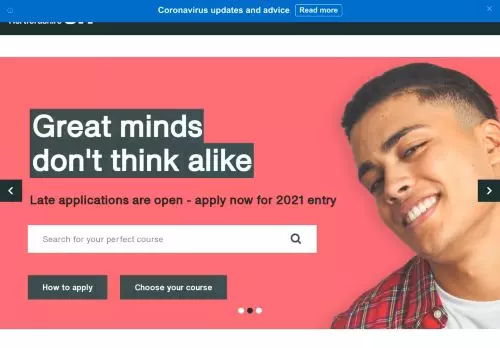 Coronavirus updates and advice Read more
Hertfordshire UH
Great minds
don't think alike
Late applications are open - apply now for 2021 entry
Search for your perfect course
How to apply Choose your course